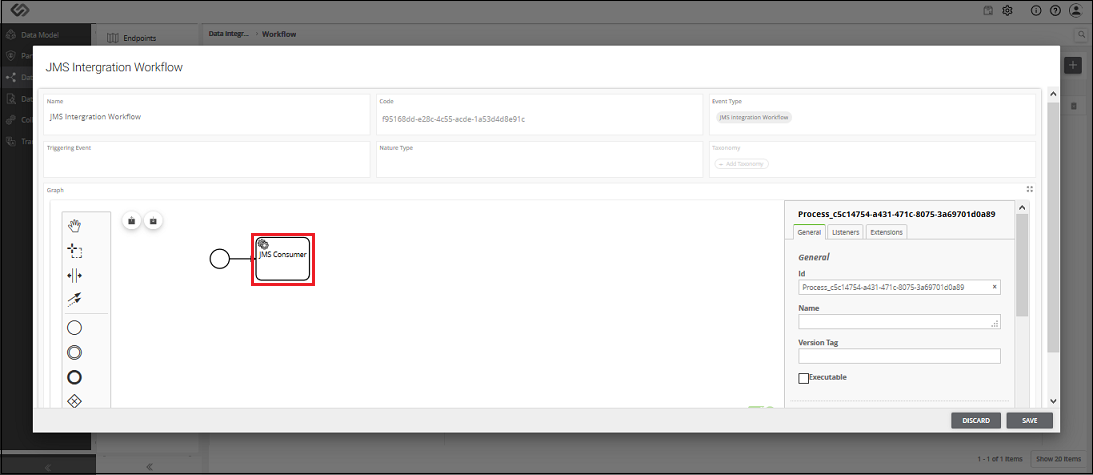 Data Model
Endpoints
Data Integr...
Workflow
JMS Intergration Workflow
Name
JMS Intergration Workflow
Code
f95168dd-e28c-4c55-acde-1a53d4d8e91c
Event Type
JMS Integration Workflow
Triggering Event
Nature Type
Taxonomy
Add Taxonomy
Graph
JMS Consumer
Process_c5c14754-a431-471c-8075-3a69701d0a89
General
Listeners
Extensions
General
Id
Process_c5c14754-a431-471c-8075-3a69701d0a89
Name
Version Tag
Executable
DISCARD
SAVE
1 - 1 of 1 Items
Show 20 Items